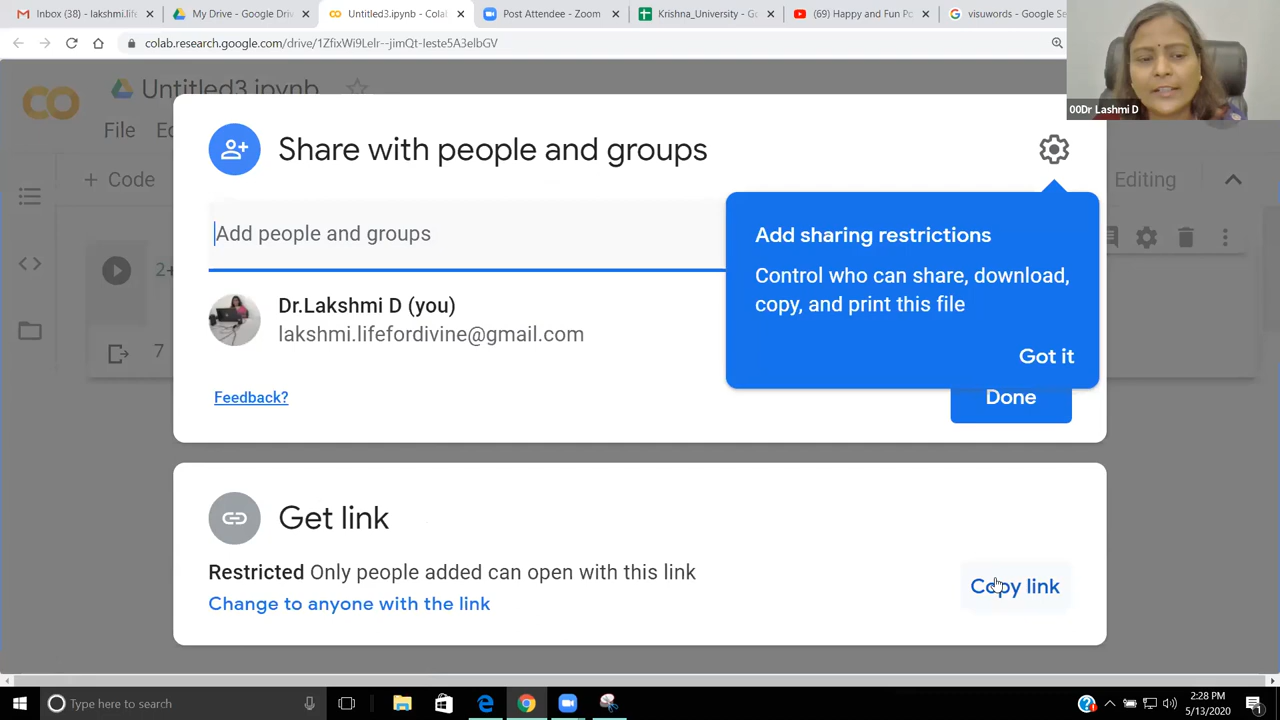 Inbox (38) - lakshmi.life
My Drive - Google Driv
Untitled3.ipynb - Cola
Post Attendee - Zoom
Krishna_University - G
(69) Happy and Fun Po
visuwords - Google Se
colab.research.google.com/drive/1ZfixWi9Lelr--jimQt-Ieste5A3elbGV
00Dr Lashmi D
Untitled3.ipynb
File
+ Code
Editing
Share with people and groups
Add people and groups
Add sharing restrictions
Control who can share, download,
copy, and print this file
Got it
2+
7
Dr.Lakshmi D (you)
lakshmi.lifefordivine@gmail.com
Feedback?
Done
Get link
Restricted Only people added can open with this link
Change to anyone with the link
Copy link
Type here to search
2:28 PM
5/13/2020